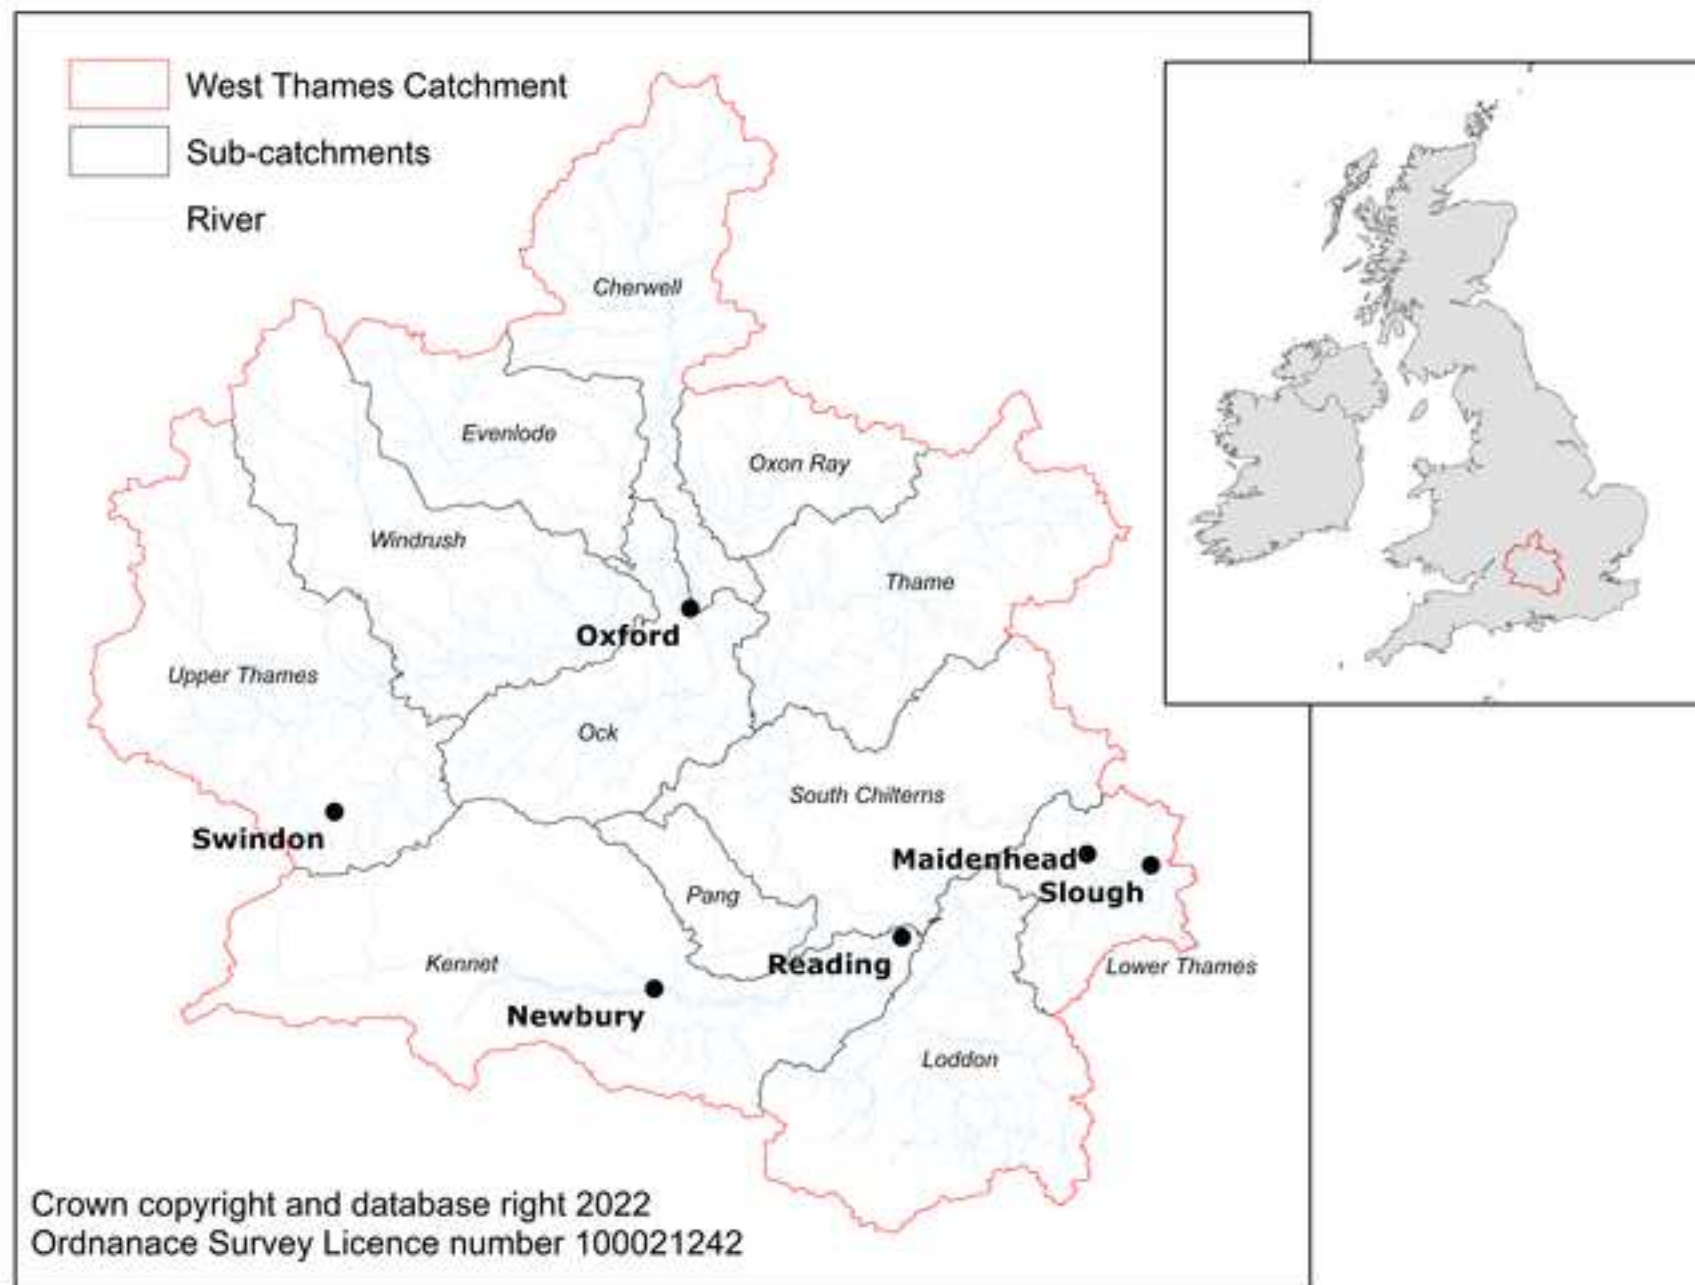 West Thames Catchment
Sub-catchments
River
Cherwell
Evenlode
Oxon Ray
Windrush
Thame
Oxford
Upper Thames
Ock
South Chilterns
Swindon
Maidenhead
Slough
Pang
Kennet
Reading
Lower Thames
Newbury
Loddon
Crown copyright and database right 2022
Ordnanace Survey Licence number 100021242